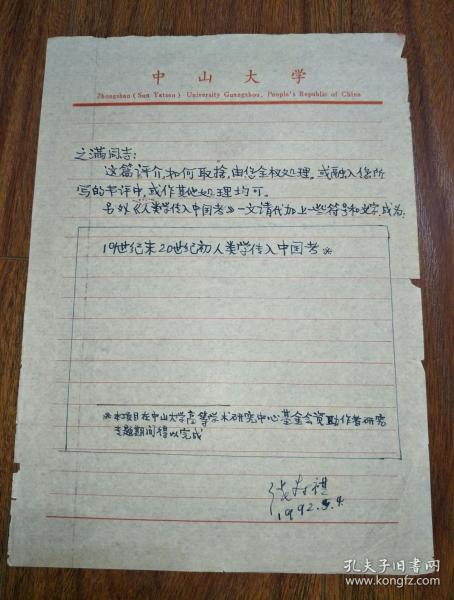 中山大学
Zhongshan (Sun Yatsen) University Guangzhou, People's Republic of China
之满同志：
这篇评介，如何取捨，由您全权处理。或融入您所
写的书评中，或作其他处理均可。
另外《人类学传入中国考》一文请代加上一些符号和文字成为：
19世纪末20世纪初人类学传入中国考※
※本项目在中山大学高等学术研究中心基金会资助作者研究
专题期间得以完成
1992.
孔夫子旧书网
www.kongfz.com